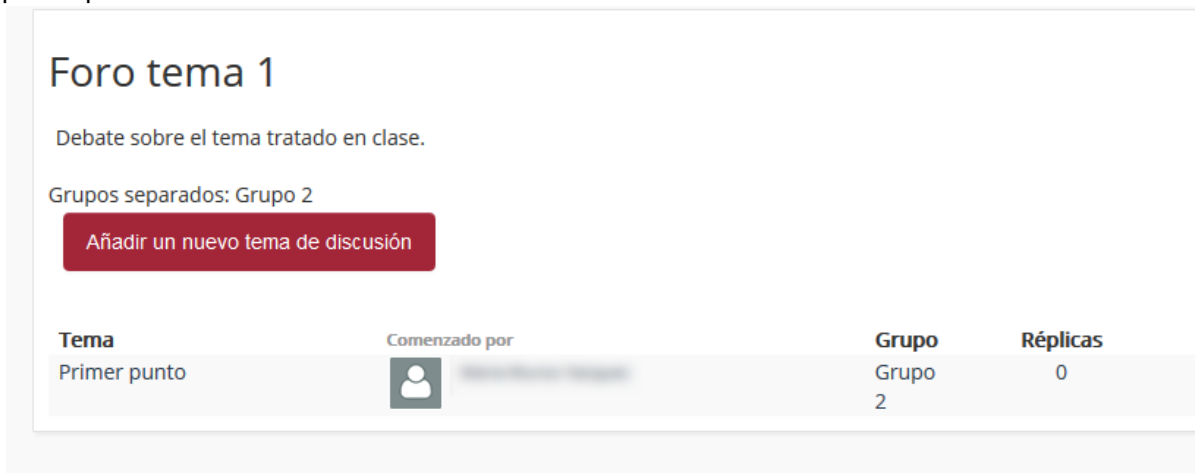 Foro tema 1
Debate sobre el tema tratado en clase.
Grupos separados: Grupo 2
Añadir un nuevo tema de discusión
Tema Comenzado por Grupo Réplicas
Primer punto Grupo 0
2